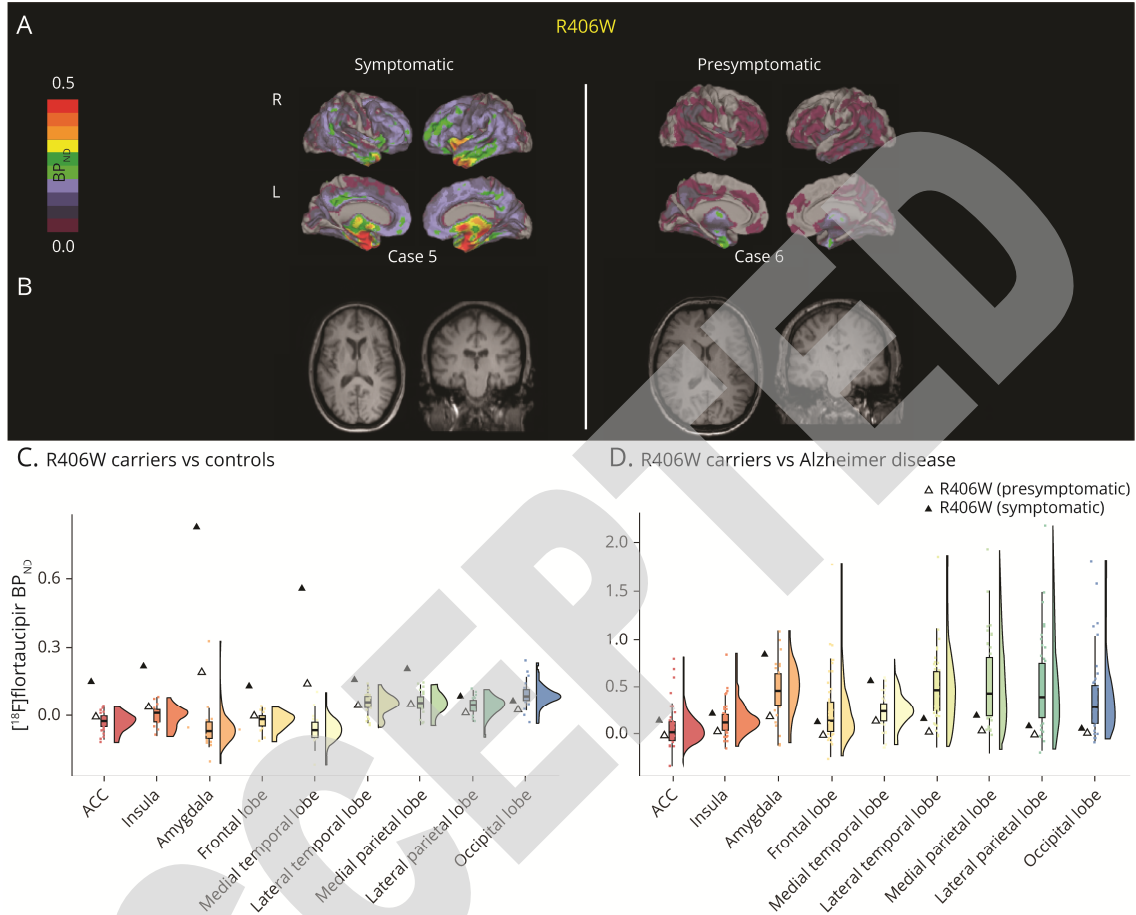 A
R406W
Symptomatic
Presymptomatic
0.5
R
BPND
L
0.0
Case 5
Case 6
B
C. R406W carriers vs controls
D. R406W carriers vs Alzheimer disease
R406W (presymptomatic)
R406W (symptomatic)
[18F]flortaucipir BPND
0.6
0.3
0.0
ACC
Insula
Amygdala
Frontal lobe
Medial temporal lobe
Lateral temporal lobe
Medial parietal lobe
Lateral parietal lobe
Occipital lobe
2.0
1.5
1.0
0.5
0.0
ACC
Insula
Amygdala
Frontal lobe
Medial temporal lobe
Lateral temporal lobe
Medial parietal lobe
Lateral parietal lobe
Occipital lobe
CCEPTED